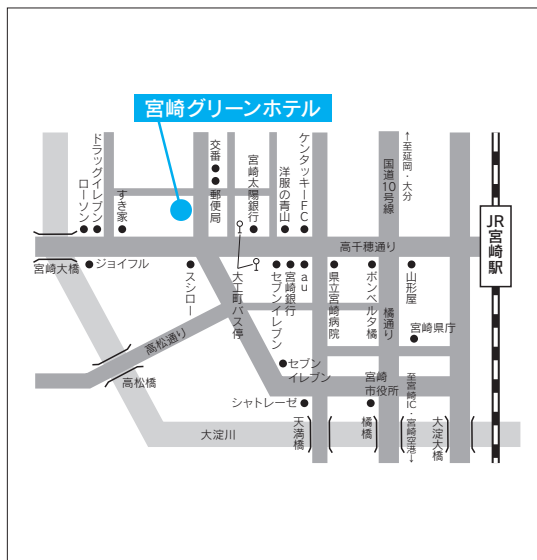 宮崎グリーンホテル
ローソン
ドラッグイレブン
すき家
交番
郵便局
宮崎太陽銀行
洋服の青山
ケンタッキーFC
国道10号線
←至延岡・大分
JR宮崎駅
高千穂通り
宮崎大橋
ジョイフル
スシロー
大工町バス停
セブンイレブン
宮崎銀行
au
県立宮崎病院
ボンベルタ橘
橘通り
山形屋
宮崎県庁
高松通り
高松橋
セブン
イレブン
シャトレーゼ
宮崎
市役所
至宮崎IC・宮崎空港→
大淀川
天満橋
橘橋
大淀大橋